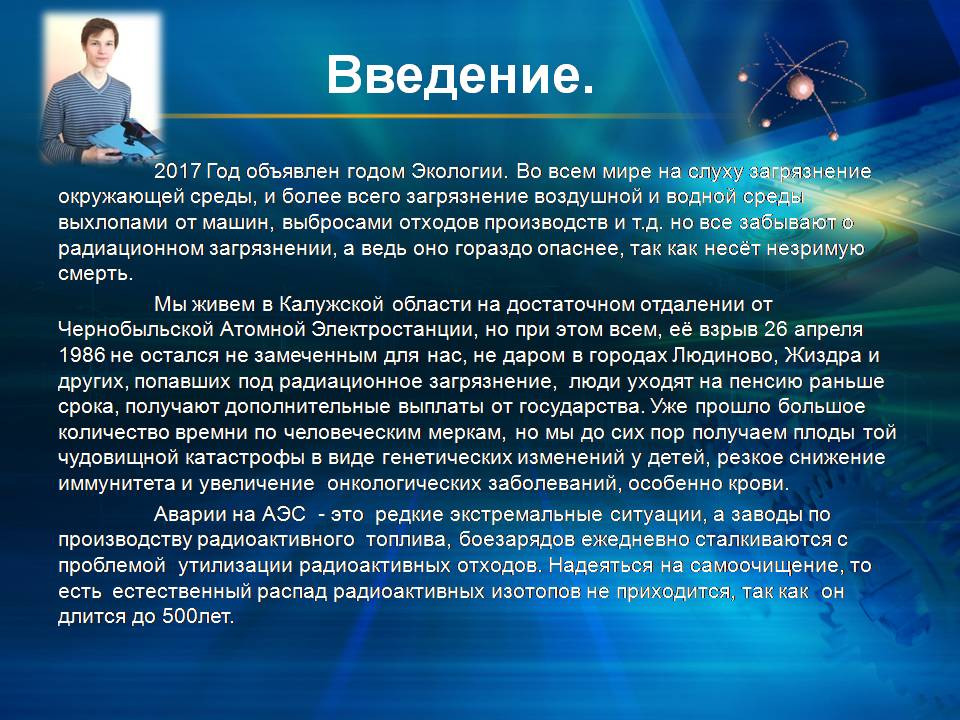 Введение.
2017 Год объявлен годом Экологии. Во всем мире на слуху загрязнение
окружающей среды, и более всего загрязнение воздушной и водной среды
выхлопами от машин, выбросами отходов производств и т.д. но все забывают о
радиационном загрязнении, а ведь оно гораздо опаснее, так как несёт незримую
смерть.
Мы живем в Калужской области на достаточном отдалении от
Чернобыльской Атомной Электростанции, но при этом всем, её взрыв 26 апреля
1986 не остался не замеченным для нас, не даром в городах Людиново, Жиздра и
других, попавших под радиационное загрязнение, люди уходят на пенсию раньше
срока, получают дополнительные выплаты от государства. Уже прошло большое
количество времни по человеческим меркам, но мы до сих пор получаем плоды той
чудовищной катастрофы в виде генетических изменений у детей, резкое снижение
иммунитета и увеличение онкологических заболеваний, особенно крови.
Аварии на АЭС - это редкие экстремальные ситуации, а заводы по
производству радиоактивного топлива, боезарядов ежедневно сталкиваются с
проблемой утилизации радиоактивных отходов. Надеяться на самоочищение, то
есть естественный распад радиоактивных изотопов не приходится, так как он
длится до 500лет.